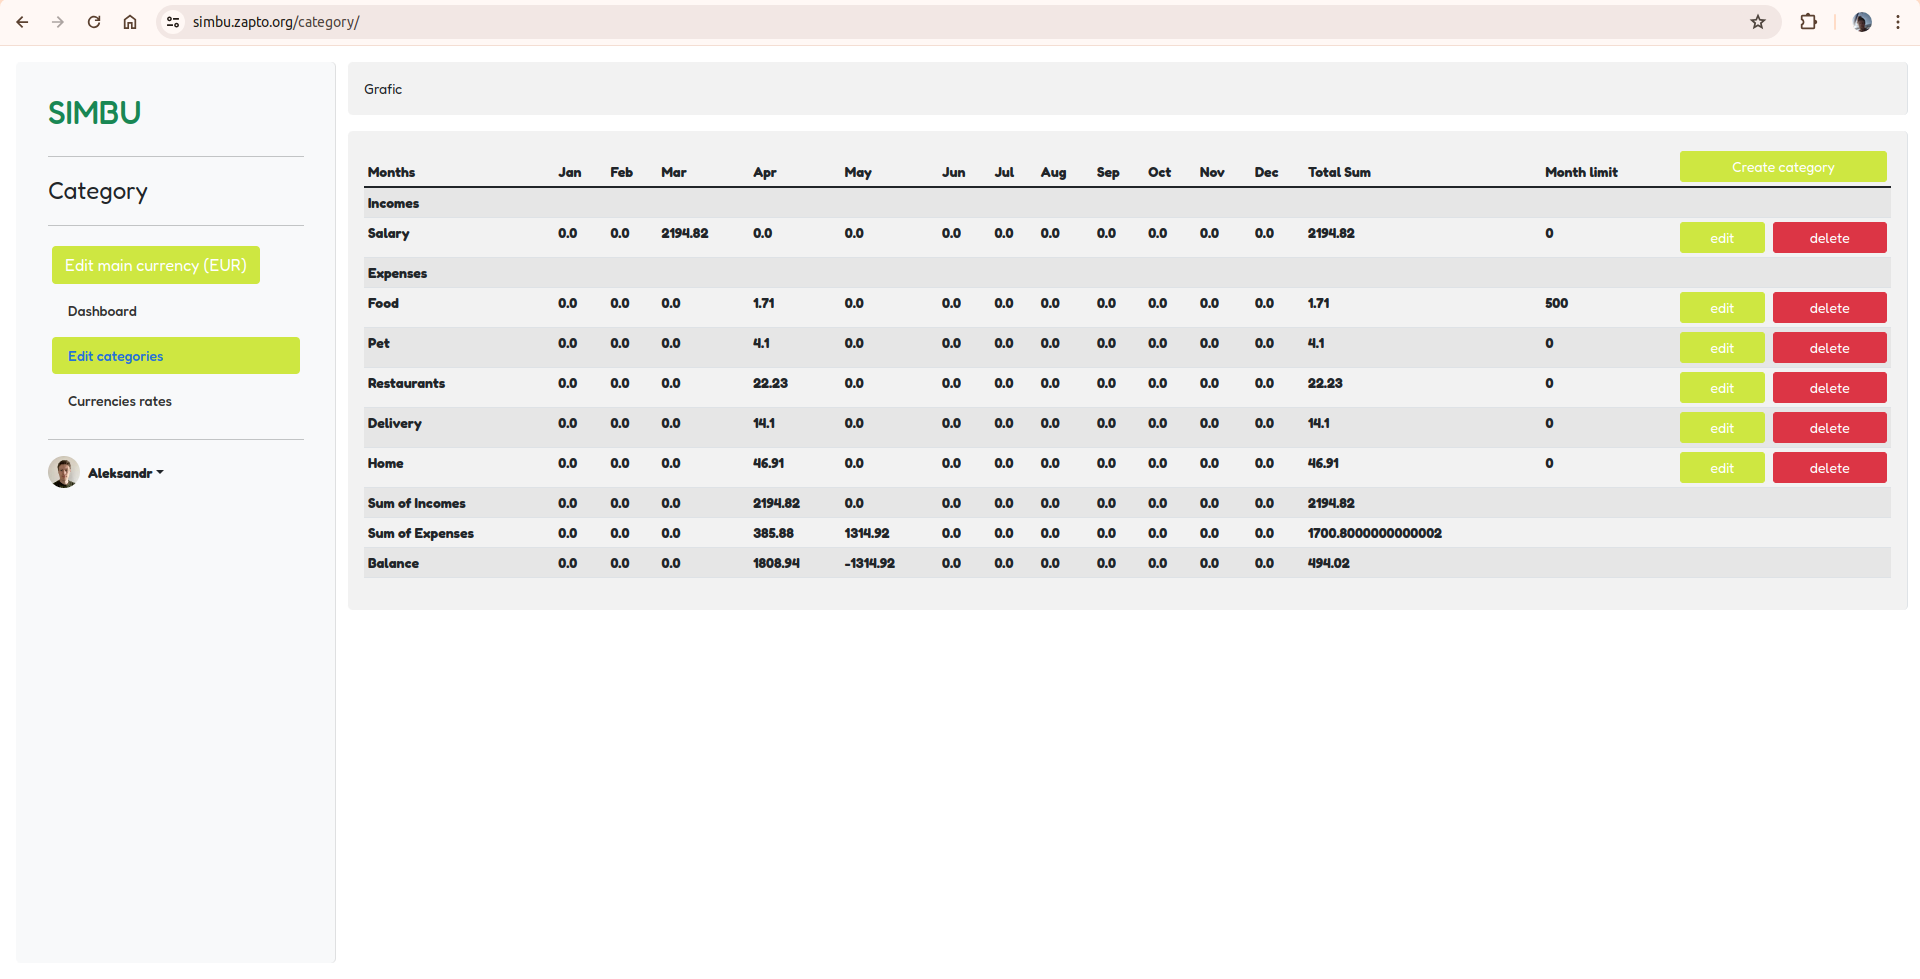 simbu.zapto.org/category/
SIMBU
Category
Edit main currency (EUR)
Dashboard
Edit categories
Currencies rates
Aleksandr
Grafic
Months Jan Feb Mar Apr May Jun Jul Aug Sep Oct Nov Dec Total Sum Month limit Create category
Incomes
Salary 0.0 0.0 2194.82 0.0 0.0 0.0 0.0 0.0 0.0 0.0 0.0 0.0 2194.82 0 edit delete
Expenses
Food 0.0 0.0 0.0 1.71 0.0 0.0 0.0 0.0 0.0 0.0 0.0 0.0 1.71 500 edit delete
Pet 0.0 0.0 0.0 4.1 0.0 0.0 0.0 0.0 0.0 0.0 0.0 0.0 4.1 0 edit delete
Restaurants 0.0 0.0 0.0 22.23 0.0 0.0 0.0 0.0 0.0 0.0 0.0 0.0 22.23 0 edit delete
Delivery 0.0 0.0 0.0 14.1 0.0 0.0 0.0 0.0 0.0 0.0 0.0 0.0 14.1 0 edit delete
Home 0.0 0.0 0.0 46.91 0.0 0.0 0.0 0.0 0.0 0.0 0.0 0.0 46.91 0 edit delete
Sum of Incomes 0.0 0.0 0.0 2194.82 0.0 0.0 0.0 0.0 0.0 0.0 0.0 0.0 2194.82
Sum of Expenses 0.0 0.0 0.0 385.88 1314.92 0.0 0.0 0.0 0.0 0.0 0.0 0.0 1700.8000000000002
Balance 0.0 0.0 0.0 1808.94 -1314.92 0.0 0.0 0.0 0.0 0.0 0.0 0.0 494.02